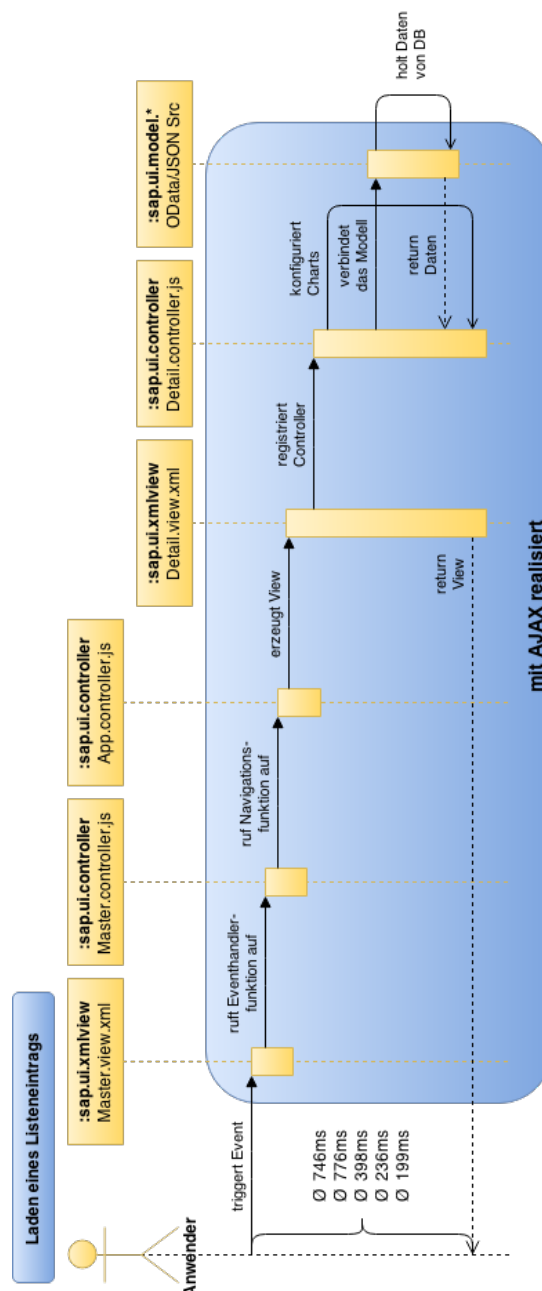 Laden eines Listeneintrags
Anwender
:sap.ui.xmlview
Master.view.xml
:sap.ui.controller
Master.controller.js
:sap.ui.controller
App.controller.js
:sap.ui.xmlview
Detail.view.xml
:sap.ui.controller
Detail.controller.js
:sap.ui.model.*
OData/JSON Src
triggert Event
ruft Eventhandler-
funktion auf
ruf Navigations-
funktion auf
erzeugt View
registriert
Controller
konfiguriert
Charts
verbindet
das Modell
holt Daten
von DB
return
Daten
return
View
Ø 746ms
Ø 776ms
Ø 398ms
Ø 236ms
Ø 199ms
mit AJAX realisiert